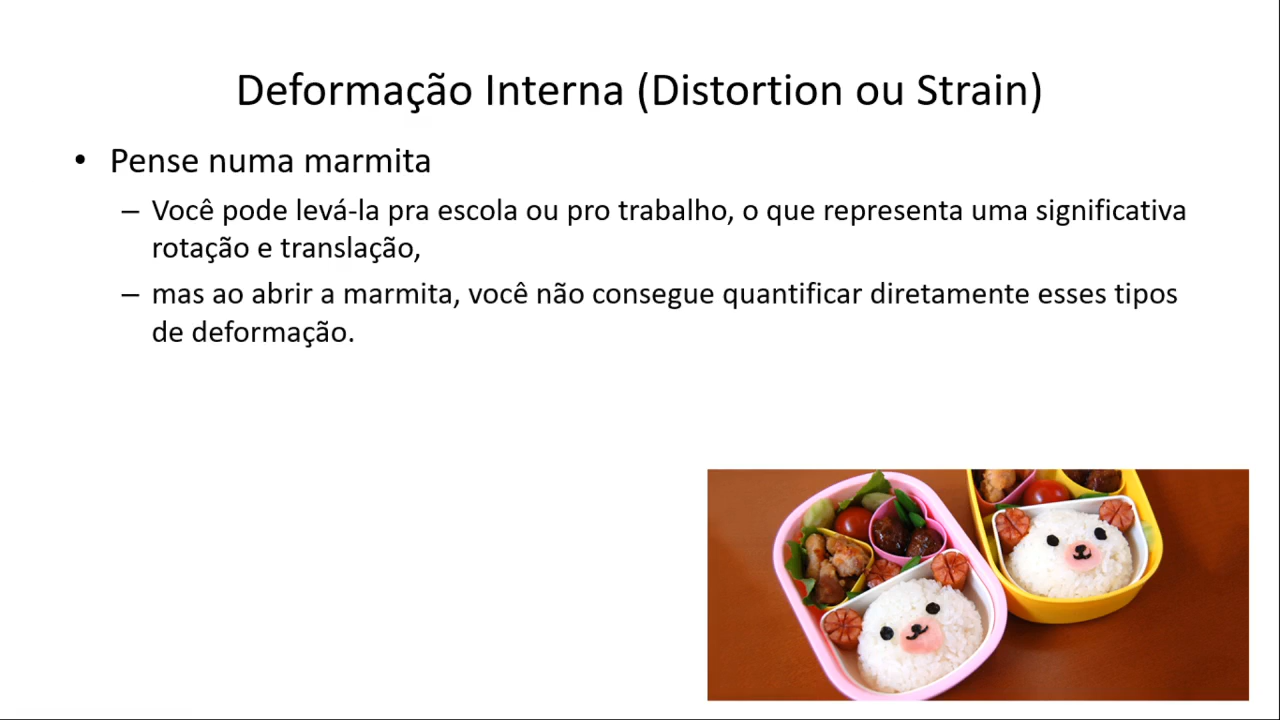 Deformação Interna (Distortion ou Strain)
• Pense numa marmita
– Você pode levá-la pra escola ou pro trabalho, o que representa uma significativa
rotação e translação,
– mas ao abrir a marmita, você não consegue quantificar diretamente esses tipos
de deformação.